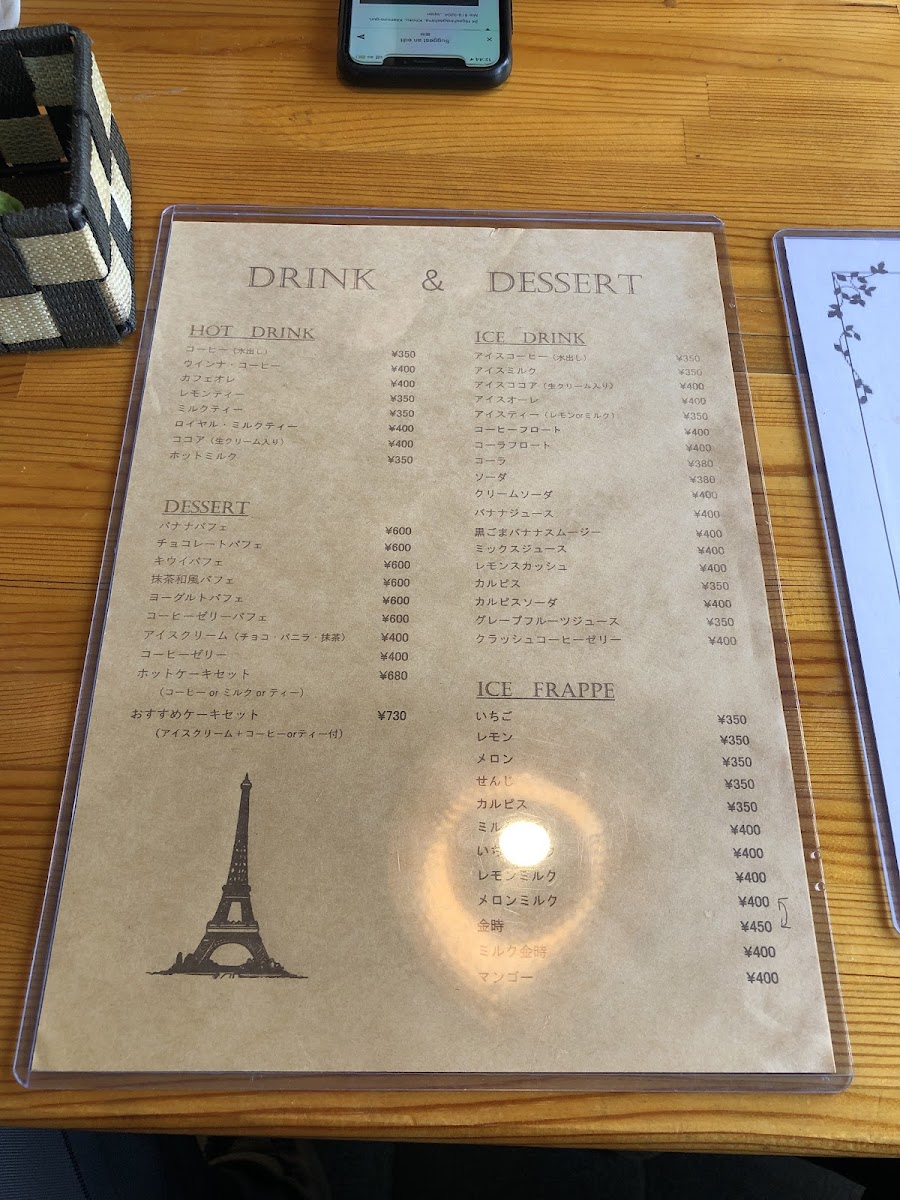 DRINK & DESSERT
HOT DRINK
コーヒー（水出し） ¥350
ウインナ・コーヒー ¥400
カフェオレ ¥400
レモンティー ¥350
ミルクティー ¥350
ロイヤル・ミルクティー ¥400
ココア（生クリーム入り） ¥400
ホットミルク ¥350
DESSERT
バナナパフェ ¥600
チョコレートパフェ ¥600
キウイパフェ ¥600
抹茶和風パフェ ¥600
ヨーグルトパフェ ¥600
コーヒーゼリーパフェ ¥600
アイスクリーム（チョコ・バニラ・抹茶） ¥400
コーヒーゼリー ¥400
ホットケーキセット ¥680
（コーヒー or ミルク or ティー）
おすすめケーキセット ¥730
（アイスクリーム＋コーヒーorティー付）
ICE DRINK
アイスコーヒー（水出し） ¥350
アイスミルク ¥350
アイスココア（生クリーム入り） ¥400
アイスオーレ ¥400
アイスティー（レモンorミルク） ¥350
コーヒーフロート ¥400
コーラフロート ¥400
コーラ ¥380
ソーダ ¥380
クリームソーダ ¥400
バナナジュース ¥400
黒ごまバナナスムージー ¥400
ミックスジュース ¥400
レモンスカッシュ ¥400
カルピス ¥350
カルピスソーダ ¥400
グレープフルーツジュース ¥350
クラッシュコーヒーゼリー ¥400
ICE FRAPPE
いちご ¥350
レモン ¥350
メロン ¥350
せんじ ¥350
カルピス ¥350
ミル ¥400
いち ¥400
レモンミルク ¥400
メロンミルク ¥400
金時 ¥450
ミルク金時 ¥400
マンゴー ¥400
12:44
Suggest an edit